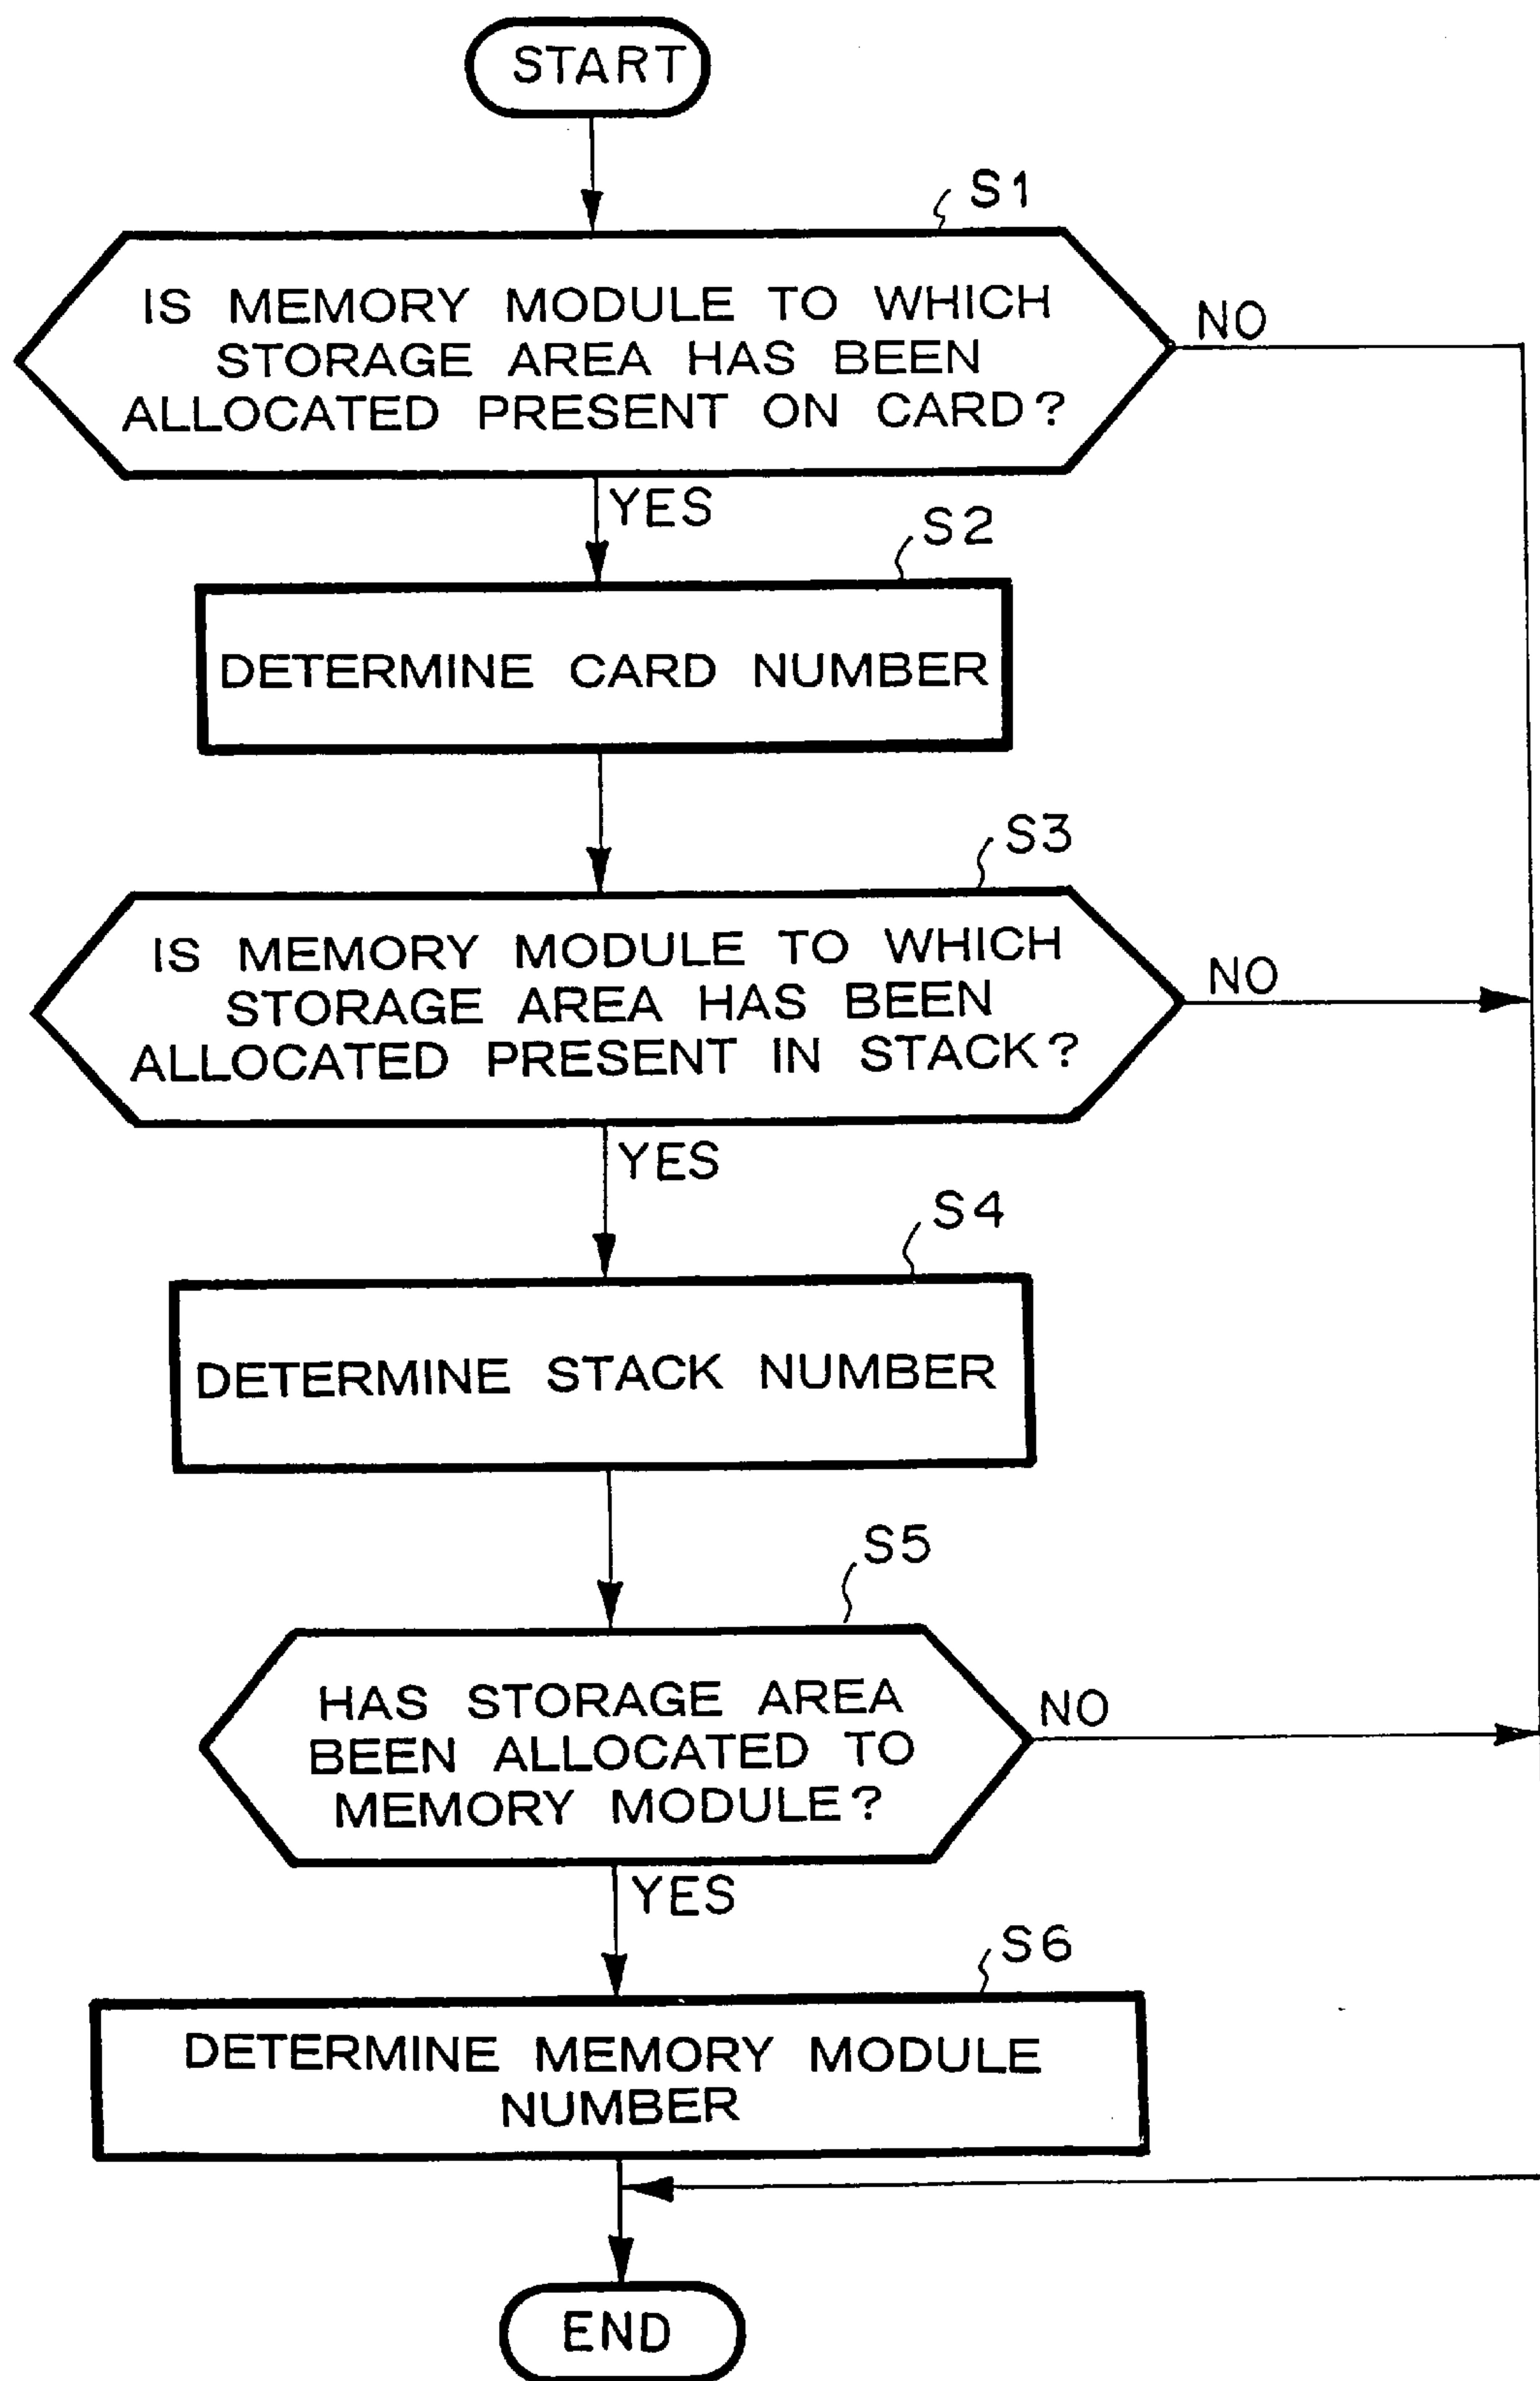 START
S1
IS MEMORY MODULE TO WHICH
STORAGE AREA HAS BEEN
ALLOCATED PRESENT ON CARD?
NO
YES
S2
DETERMINE CARD NUMBER
S3
IS MEMORY MODULE TO WHICH
STORAGE AREA HAS BEEN
ALLOCATED PRESENT IN STACK?
NO
YES
S4
DETERMINE STACK NUMBER
S5
HAS STORAGE AREA
BEEN ALLOCATED TO
MEMORY MODULE?
NO
YES
S6
DETERMINE MEMORY MODULE
NUMBER
END